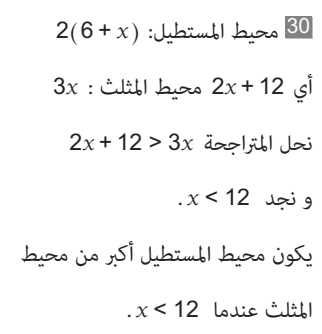 30 محيط المستطيل: 2(6 + x)
أي 2x + 12 محيط المثلث : 3x
نحل المتراجحة 2x + 12 > 3x
و نجد x < 12 .
يكون محيط المستطيل أكبر من محيط
المثلث عندما x < 12 .